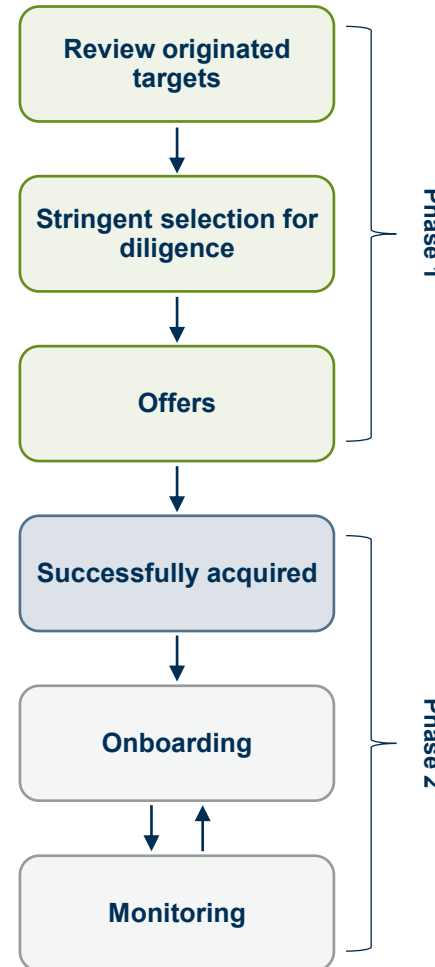 Review originated
targets
Stringent selection for
diligence
Offers
Phase 1
Successfully acquired
Onboarding
Monitoring
Phase 2